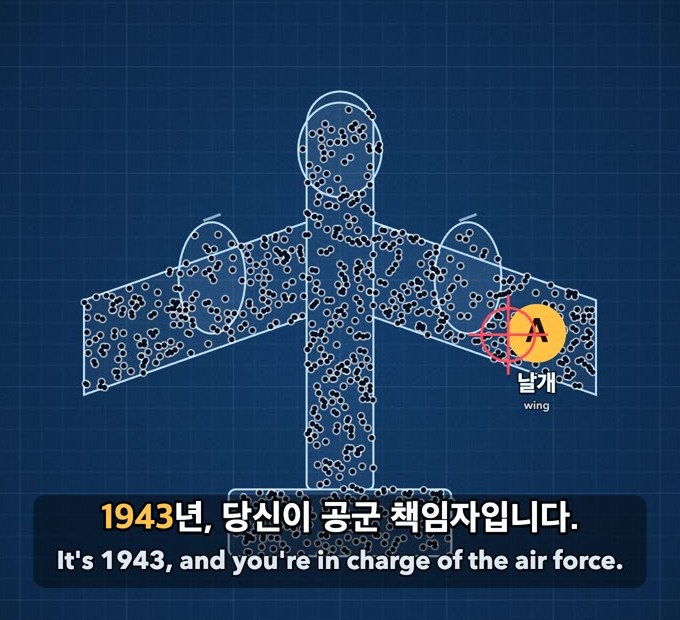 A
날개
wing
1943년, 당신이 공군 책임자입니다.
It's 1943, and you're in charge of the air force.